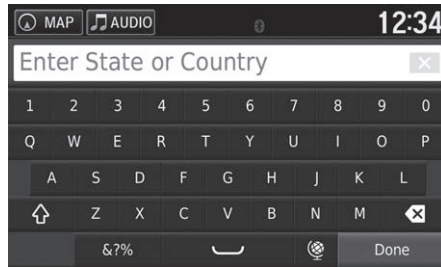 MAP AUDIO 12:34
Enter State or Country
1 2 3 4 5 6 7 8 9 0
Q W E R T Y U I O P
A S D F G H J K L
Z X C V B N M
&?% Done